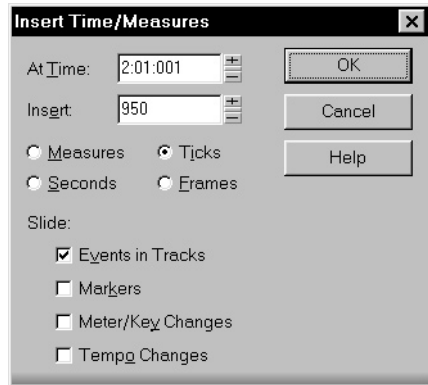 Insert Time/Measures
At Time: 2:01:001 OK
Insert: 950 Cancel
Measures Ticks Help
Seconds Frames
Slide:
Events in Tracks
Markers
Meter/Key Changes
Tempo Changes